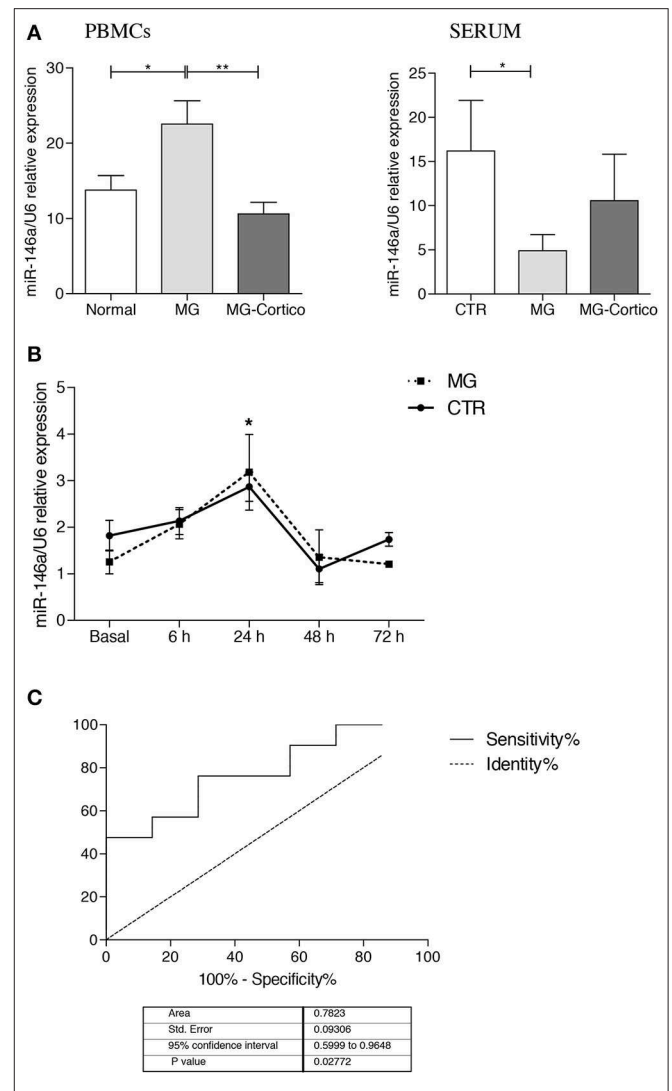 A
PBMCs
SERUM
miR-146a/U6 relative expression
30
20
10
0
*
**
Normal
MG
MG-Cortico
miR-146a/U6 relative expression
25
20
15
10
5
0
*
CTR
MG
MG-Cortico
B
miR-146a/U6 relative expression
5
4
3
2
1
0
*
Basal
6 h
24 h
48 h
72 h
MG
CTR
C
100
80
60
40
20
0
0
20
40
60
80
100
100% - Specificity%
Sensitivity%
Identity%
Area 0.7823
Std. Error 0.09306
95% confidence interval 0.5999 to 0.9648
P value 0.02772